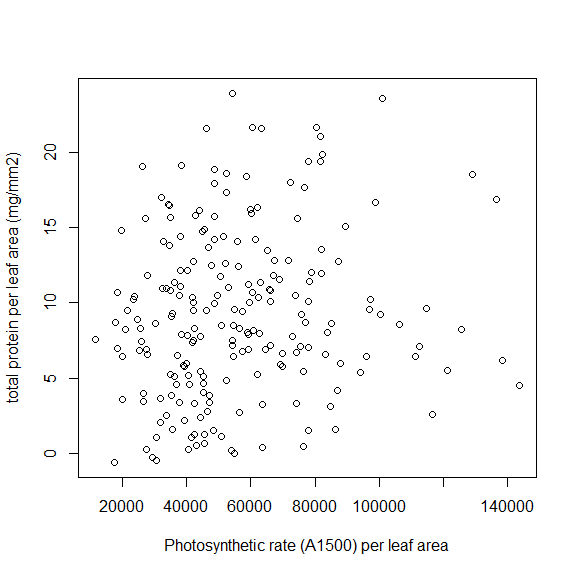 total protein per leaf area (mg/mm2)
20
15
10
5
0
20000 40000 60000 80000 100000 140000
Photosynthetic rate (A1500) per leaf area